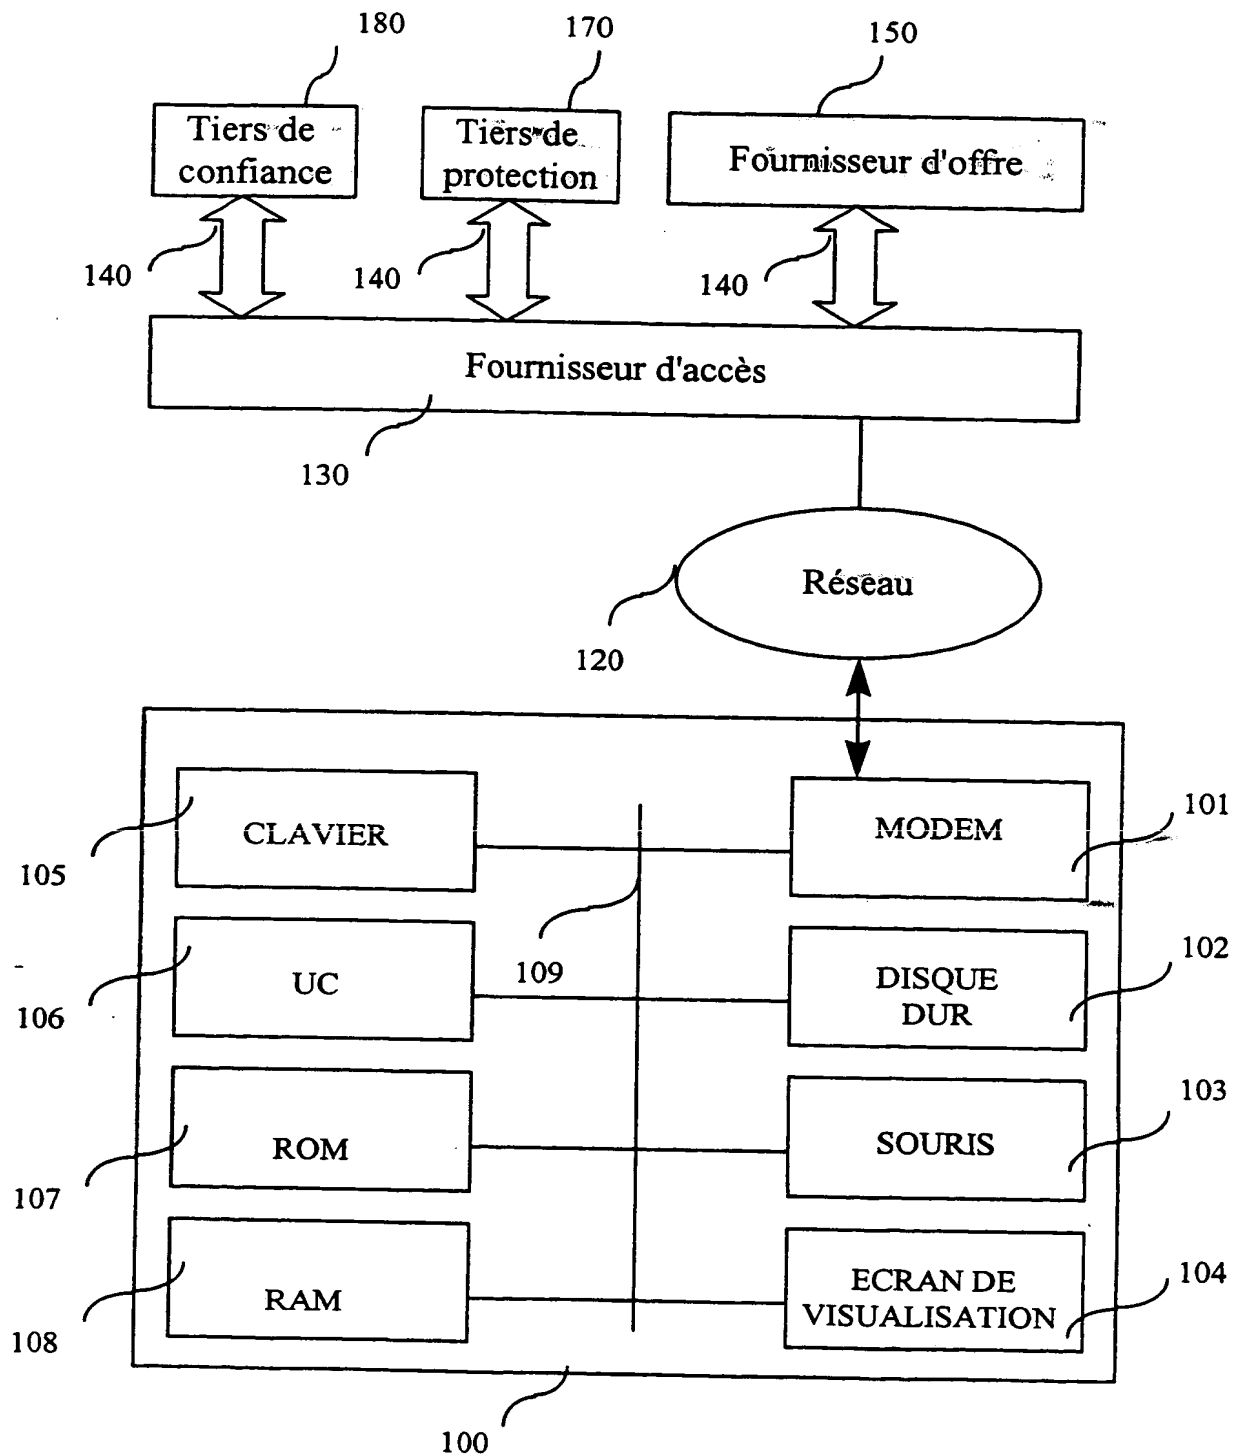 180
170
150
Tiers de
confiance
Tiers de
protection
Fournisseur d'offre
140
140
140
Fournisseur d'accès
130
Réseau
120
CLAVIER
MODEM
101
105
109
UC
DISQUE
DUR
102
106
ROM
SOURIS
103
107
RAM
ECRAN DE
VISUALISATION
104
108
100